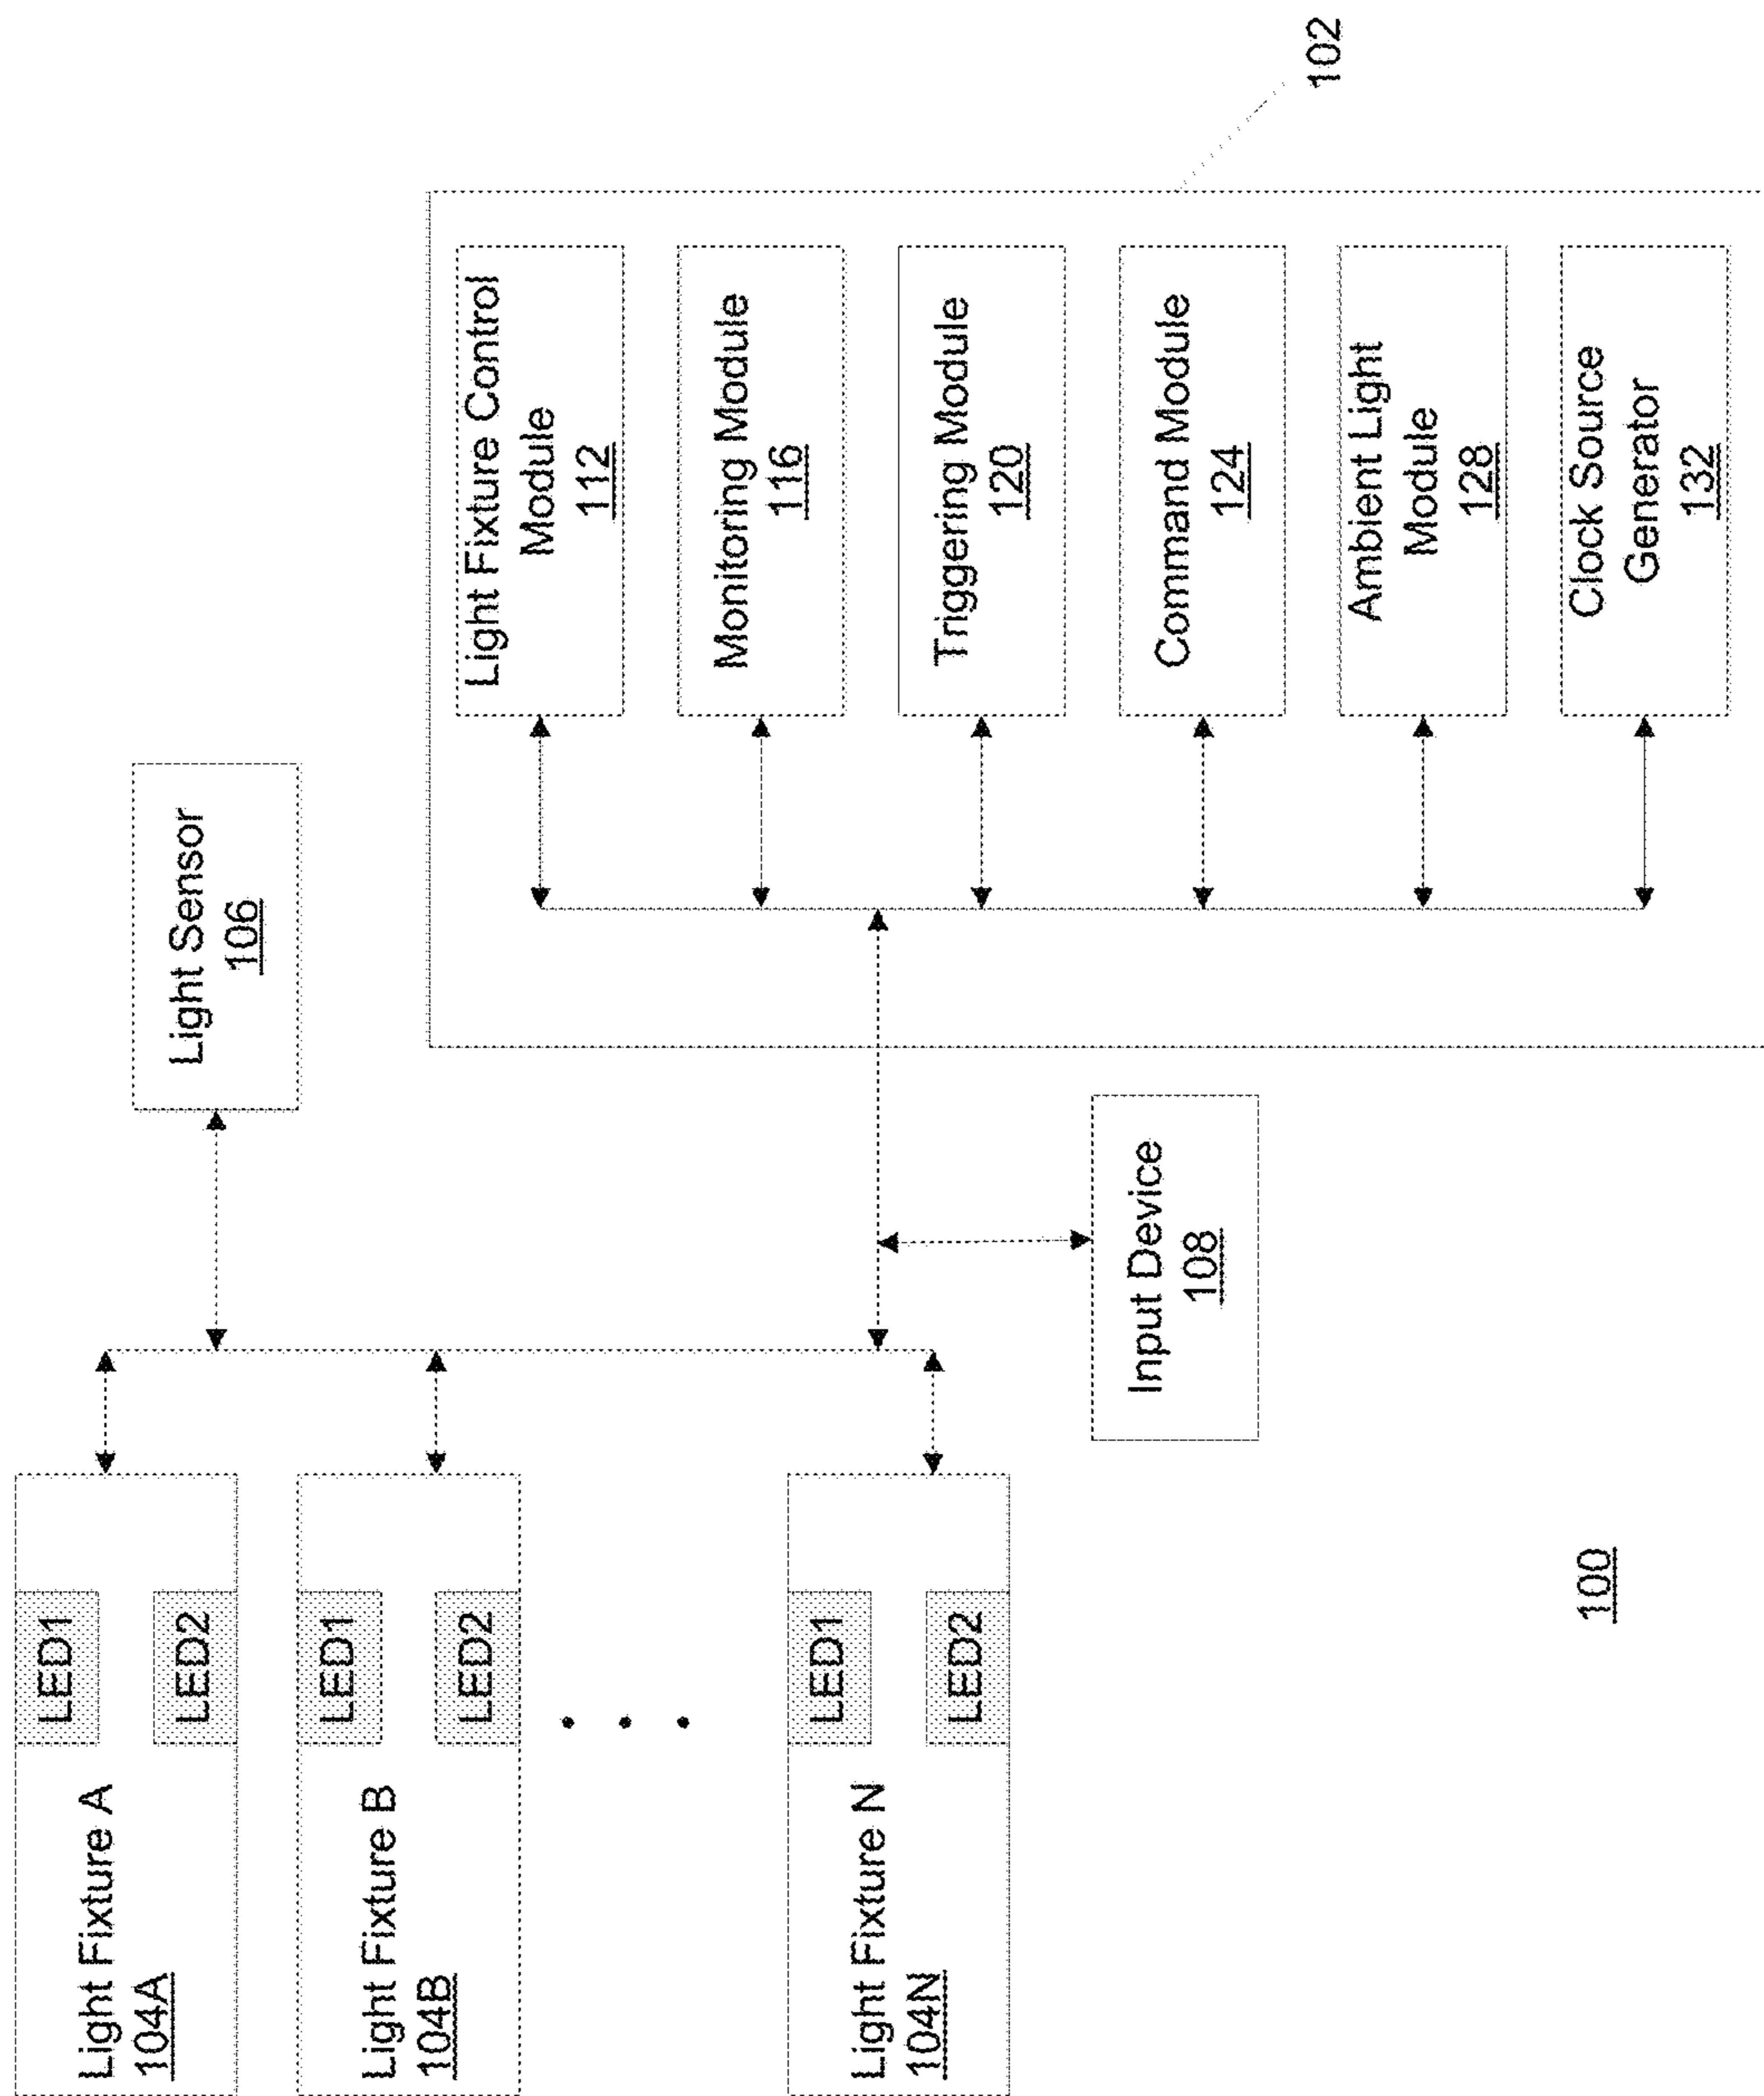 Light Fixture A
104A
LED1
LED2
Light Fixture B
104B
LED1
LED2
Light Fixture N
104N
LED1
LED2
Light Sensor
106
Input Device
108
102
Light Fixture Control
Module
112
Monitoring Module
116
Triggering Module
120
Command Module
124
Ambient Light
Module
128
Clock Source
Generator
132
100